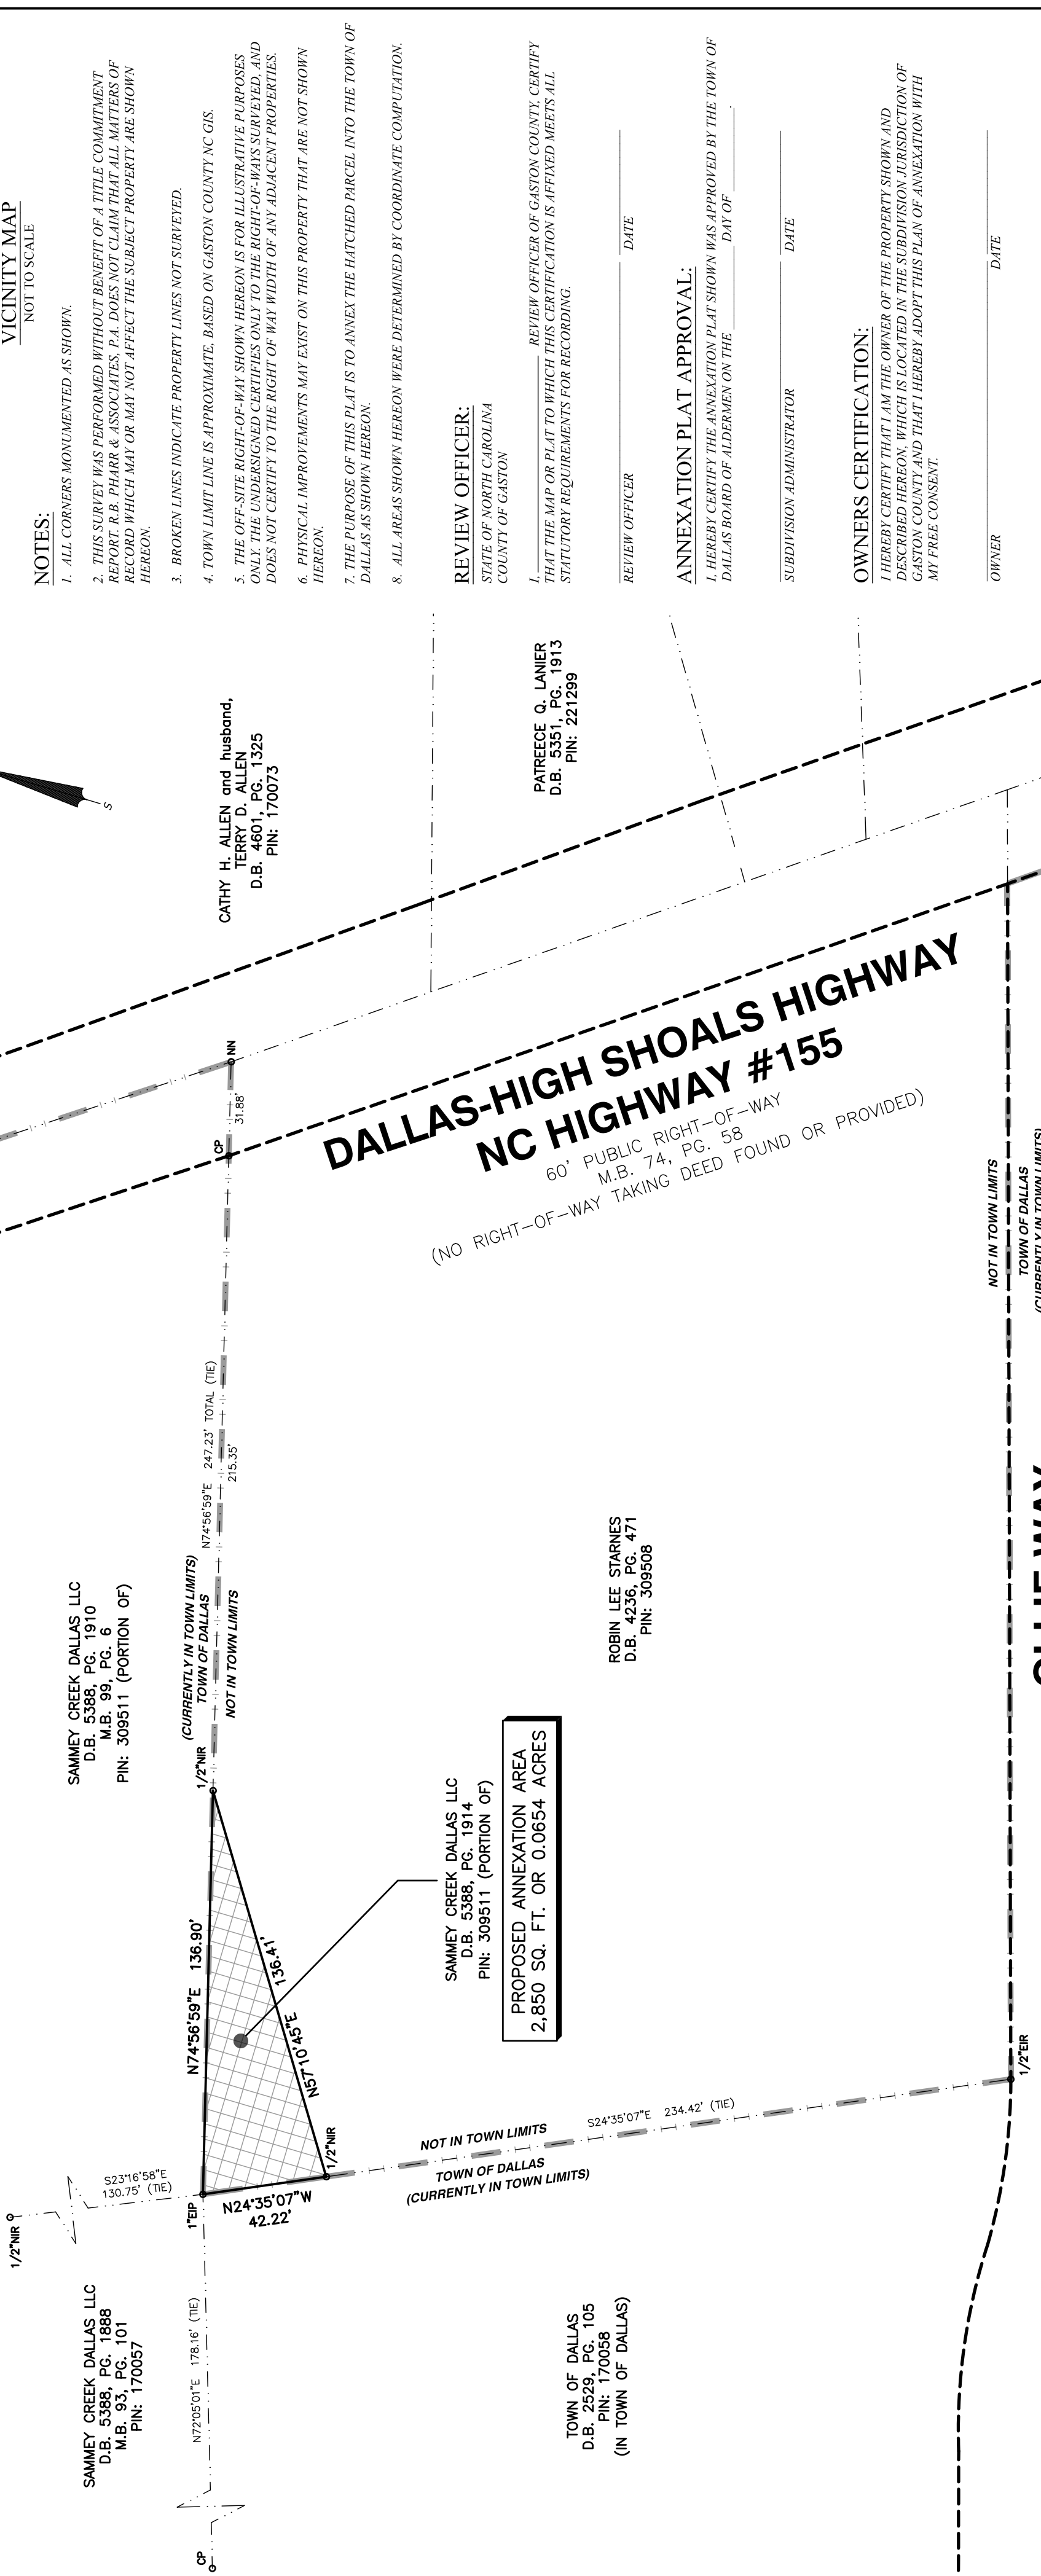 VICINITY MAP
NOT TO SCALE
NOTES:
1. ALL CORNERS MONUMENTED AS SHOWN.
2. THIS SURVEY WAS PERFORMED WITHOUT BENEFIT OF A TITLE COMMITMENT
REPORT. R.B. PHARR & ASSOCIATES, P.A. DOES NOT CLAIM THAT ALL MATTERS OF
RECORD WHICH MAY OR MAY NOT AFFECT THE SUBJECT PROPERTY ARE SHOWN
HEREON.
3. BROKEN LINES INDICATE PROPERTY LINES NOT SURVEYED.
4. TOWN LIMIT LINE IS APPROXIMATE, BASED ON GASTON COUNTY NC GIS.
5. THE OFF-SITE RIGHT-OF-WAY SHOWN HEREON IS FOR ILLUSTRATIVE PURPOSES
ONLY. THE UNDERSIGNED CERTIFIES ONLY TO THE RIGHT-OF-WAYS SURVEYED, AND
DOES NOT CERTIFY TO THE RIGHT OF WAY WIDTH OF ANY ADJACENT PROPERTIES.
6. PHYSICAL IMPROVEMENTS MAY EXIST ON THIS PROPERTY THAT ARE NOT SHOWN
HEREON.
7. THE PURPOSE OF THIS PLAT IS TO ANNEX THE HATCHED PARCEL INTO THE TOWN OF
DALLAS AS SHOWN HEREON.
8. ALL AREAS SHOWN HEREON WERE DETERMINED BY COORDINATE COMPUTATION.
REVIEW OFFICER:
STATE OF NORTH CAROLINA
COUNTY OF GASTON
I, ____________ REVIEW OFFICER OF GASTON COUNTY, CERTIFY
THAT THE MAP OR PLAT TO WHICH THIS CERTIFICATION IS AFFIXED MEETS ALL
STATUTORY REQUIREMENTS FOR RECORDING.
REVIEW OFFICER DATE
ANNEXATION PLAT APPROVAL:
I, HEREBY CERTIFY THE ANNEXATION PLAT SHOWN WAS APPROVED BY THE TOWN OF
DALLAS BOARD OF ALDERMEN ON THE ________ DAY OF ________.
SUBDIVISION ADMINISTRATOR DATE
OWNERS CERTIFICATION:
I HEREBY CERTIFY THAT I AM THE OWNER OF THE PROPERTY SHOWN AND
DESCRIBED HEREON, WHICH IS LOCATED IN THE SUBDIVISION JURISDICTION OF
GASTON COUNTY AND THAT I HEREBY ADOPT THIS PLAN OF ANNEXATION WITH
MY FREE CONSENT.
OWNER DATE
S
CATHY H. ALLEN and husband,
TERRY D. ALLEN
D.B. 4601, PG. 1325
PIN: 170073
PATREECE Q. LANIER
D.B. 5351, PG. 1913
PIN: 221299
NN
31.88'
CP
DALLAS-HIGH SHOALS HIGHWAY
NC HIGHWAY #155
60' PUBLIC RIGHT-OF-WAY
M.B. 74, PG. 58
(NO RIGHT-OF-WAY TAKING DEED FOUND OR PROVIDED)
SAMMEY CREEK DALLAS LLC
D.B. 5388, PG. 1910
M.B. 99, PG. 6
PIN: 309511 (PORTION OF)
N74°56'59"E 247.23' TOTAL (TIE)
215.35'
(CURRENTLY IN TOWN LIMITS)
TOWN OF DALLAS
NOT IN TOWN LIMITS
1/2"NIR
ROBIN LEE STARNES
D.B. 4236, PG. 471
PIN: 309508
NOT IN TOWN LIMITS
TOWN OF DALLAS
(CURRENTLY IN TOWN LIMITS)
SAMMEY CREEK DALLAS LLC
D.B. 5388, PG. 1914
PIN: 309511 (PORTION OF)
PROPOSED ANNEXATION AREA
2,850 SQ. FT. OR 0.0654 ACRES
N74°56'59"E 136.90'
N57°10'45"E 136.41'
1/2"NIR
N24°35'07"W
42.22'
1"EIP
S23°16'58"E
130.75' (TIE)
1/2"NIR
NOT IN TOWN LIMITS
TOWN OF DALLAS
(CURRENTLY IN TOWN LIMITS)
S24°35'07"E 234.42' (TIE)
1/2"EIR
SAMMEY CREEK DALLAS LLC
D.B. 5388, PG. 1888
M.B. 93, PG. 101
PIN: 170057
N72°05'01"E 178.16' (TIE)
CP
TOWN OF DALLAS
D.B. 2529, PG. 105
PIN: 170058
(IN TOWN OF DALLAS)